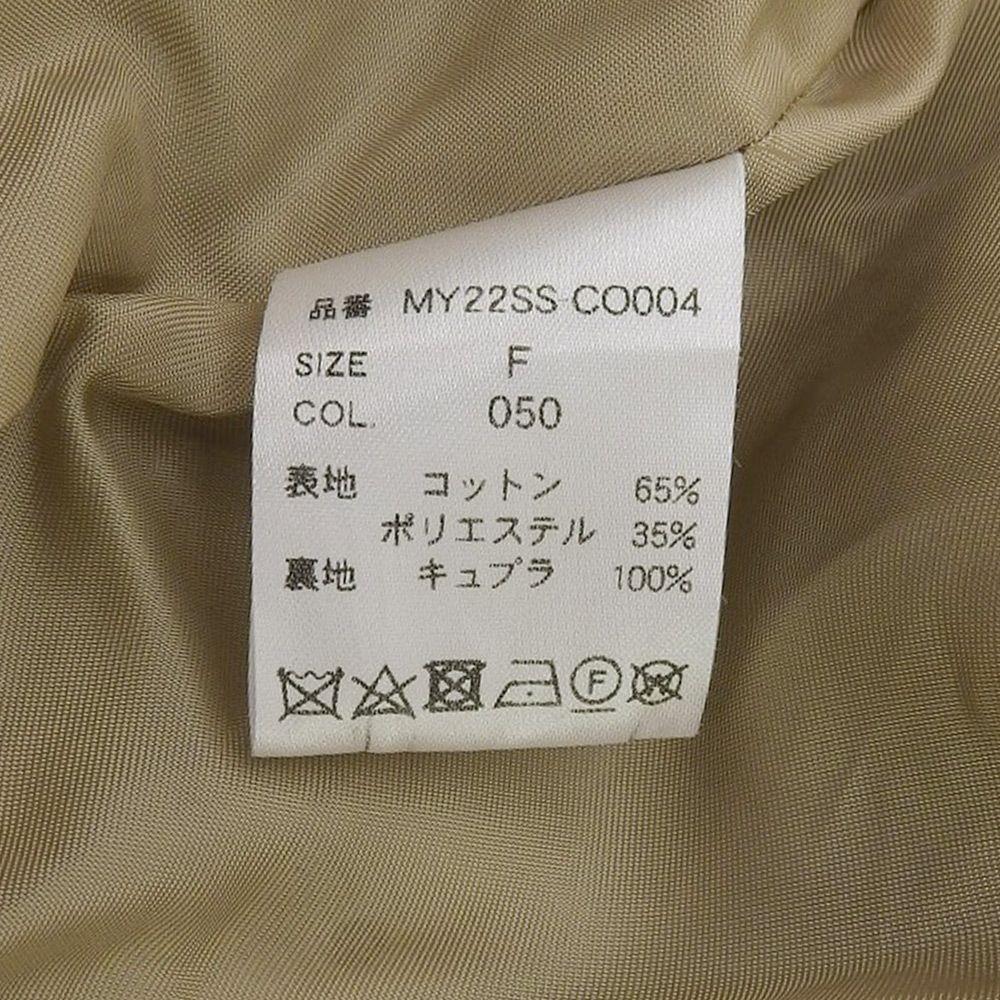 品番 MY22SS-CO004
SIZE F
COL. 050
表地 コットン 65%
ポリエステル 35%
裏地 キュプラ 100%
F W